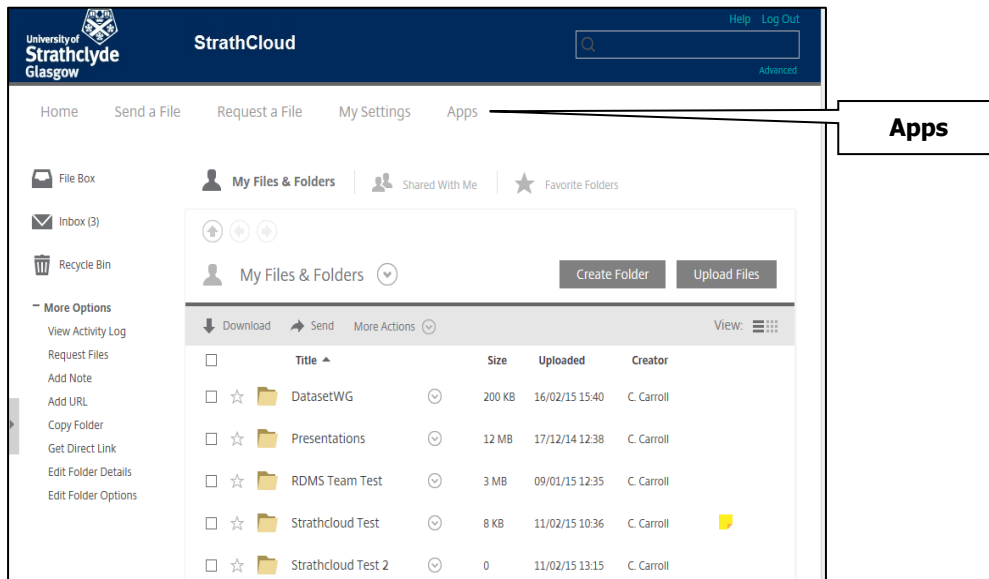 University of
Strathclyde
Glasgow
StrathCloud
Help Log Out
Advanced
Home Send a File Request a File My Settings Apps
Apps
File Box
Inbox (3)
Recycle Bin
− More Options
View Activity Log
Request Files
Add Note
Add URL
Copy Folder
Get Direct Link
Edit Folder Details
Edit Folder Options
My Files & Folders Shared With Me Favorite Folders
My Files & Folders
Create Folder Upload Files
Download Send More Actions View:
Title Size Uploaded Creator
DatasetWG 200 KB 16/02/15 15:40 C. Carroll
Presentations 12 MB 17/12/14 12:38 C. Carroll
RDMS Team Test 3 MB 09/01/15 12:35 C. Carroll
Strathcloud Test 8 KB 11/02/15 10:36 C. Carroll
Strathcloud Test 2 0 11/02/15 13:15 C. Carroll